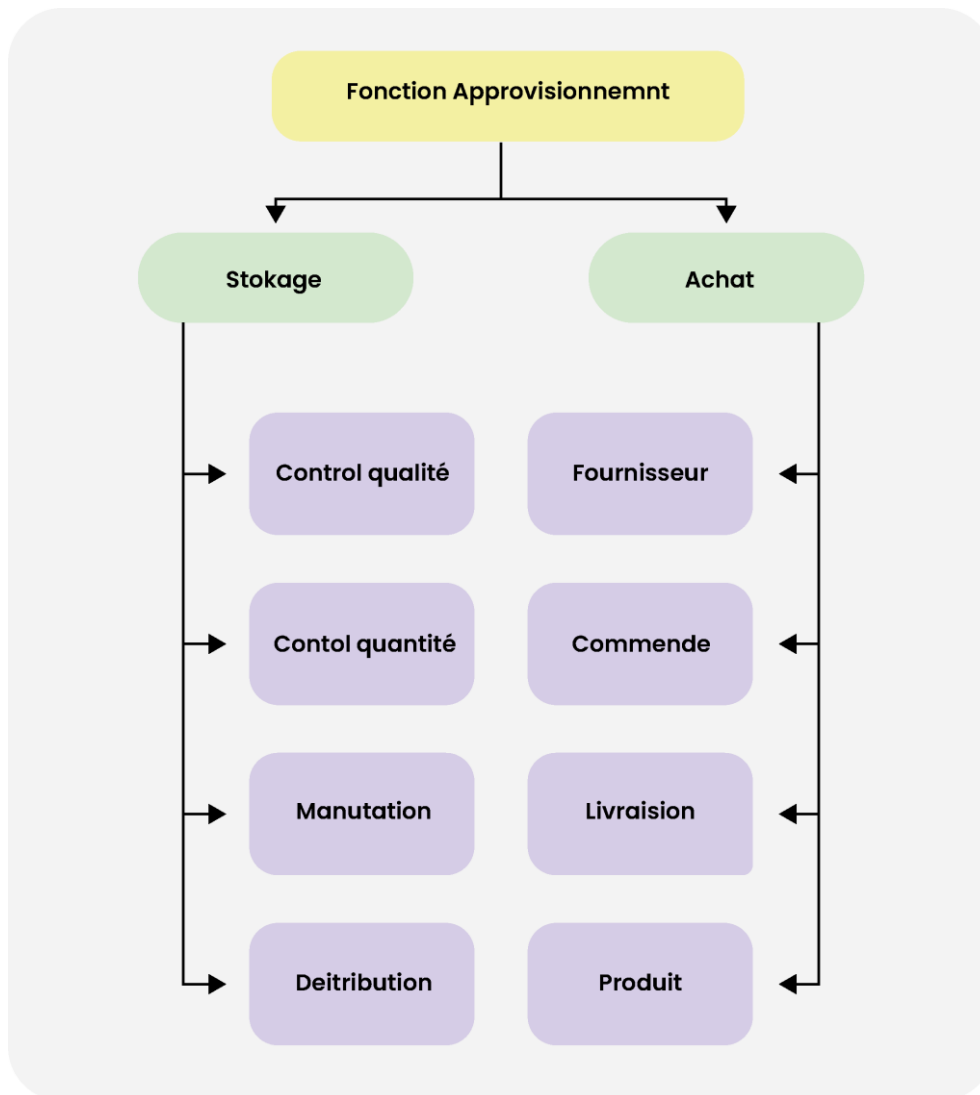 Fonction Approvisionnemnt
Stokage
Achat
Control qualité
Fournisseur
Contol quantité
Commende
Manutation
Livraision
Deitribution
Produit